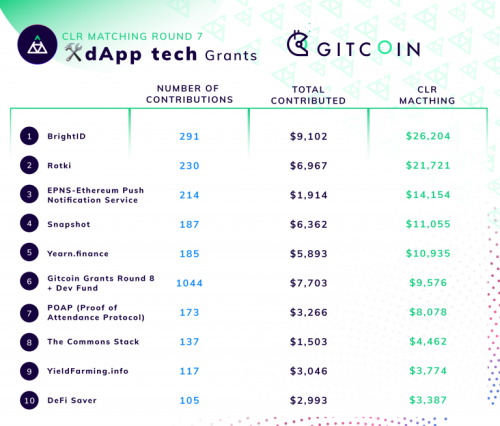 CLR MATCHING ROUND 7
dApp tech Grants
GITCOIN
NUMBER OF CONTRIBUTIONS
TOTAL CONTRIBUTED
CLR MACTHING
1 BrightID 291 $9,102 $26,204
2 Rotki 230 $6,967 $21,721
3 EPNS-Ethereum Push Notification Service 214 $1,914 $14,154
4 Snapshot 187 $6,362 $11,055
5 Yearn.finance 185 $5,893 $10,935
6 Gitcoin Grants Round 8 + Dev Fund 1044 $7,703 $9,576
7 POAP (Proof of Attendance Protocol) 173 $3,266 $8,078
8 The Commons Stack 137 $1,503 $4,462
9 YieldFarming.info 117 $3,046 $3,774
10 DeFi Saver 105 $2,993 $3,387